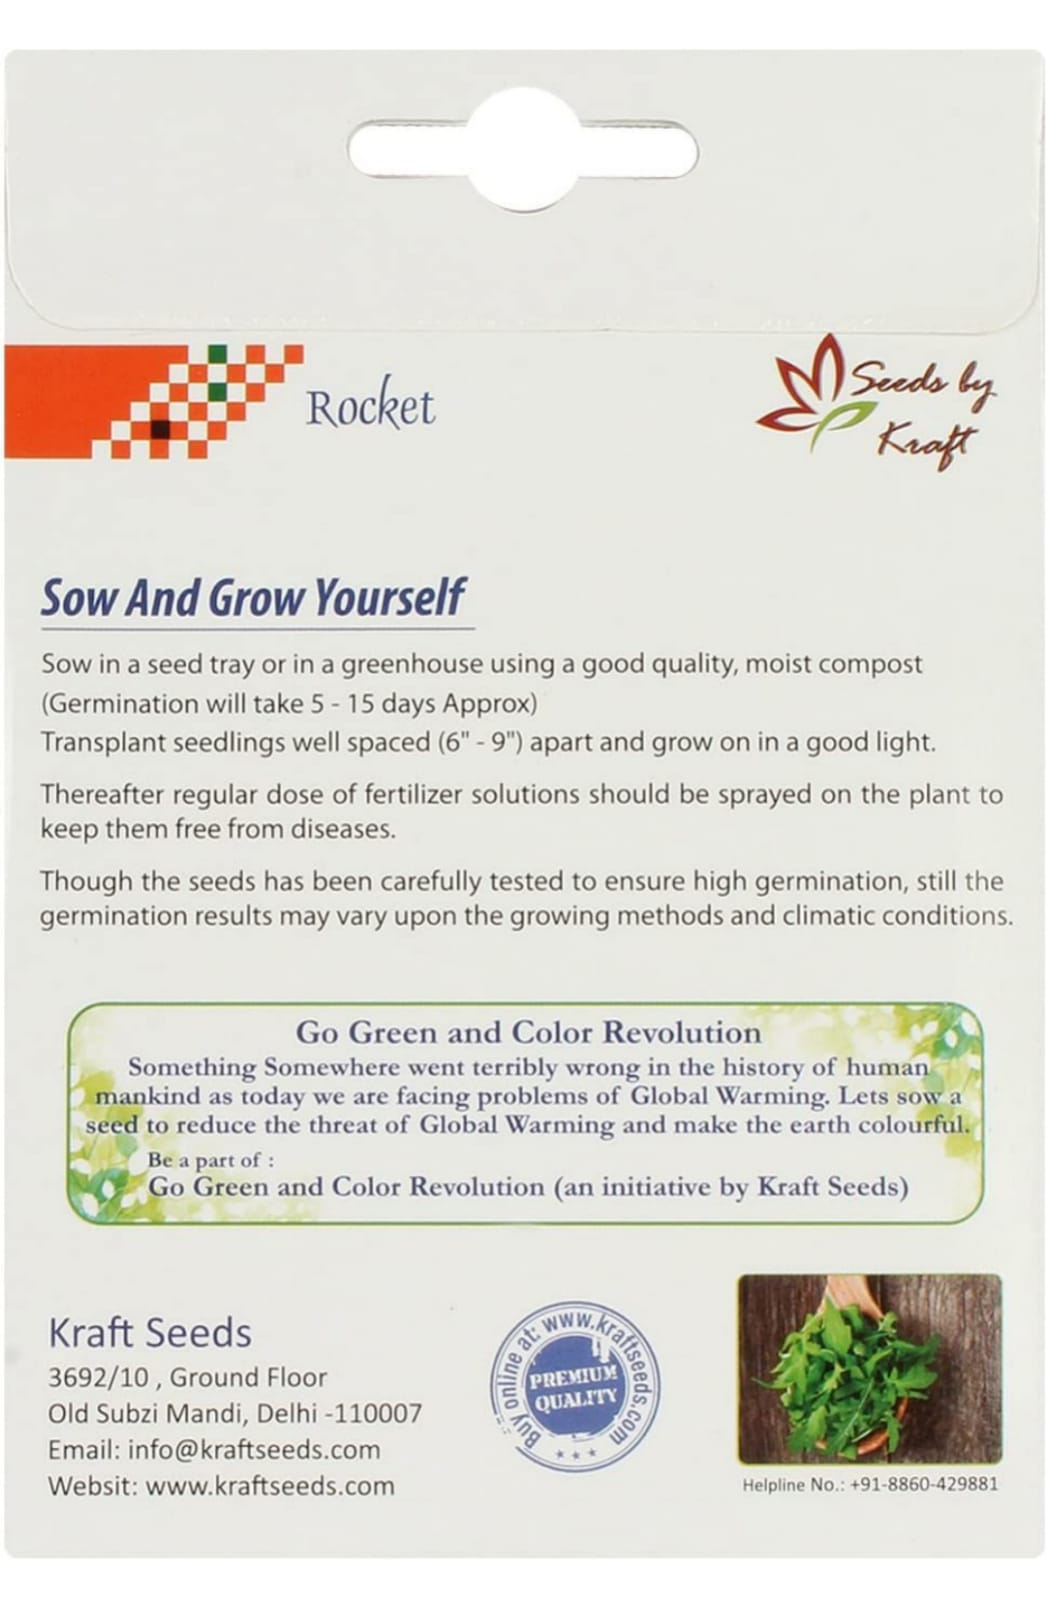 Rocket
Seeds by
Kraft
Sow And Grow Yourself
Sow in a seed tray or in a greenhouse using a good quality, moist compost
(Germination will take 5 - 15 days Approx)
Transplant seedlings well spaced (6" - 9") apart and grow on in a good light.
Thereafter regular dose of fertilizer solutions should be sprayed on the plant to
keep them free from diseases.
Though the seeds has been carefully tested to ensure high germination, still the
germination results may vary upon the growing methods and climatic conditions.
Go Green and Color Revolution
Something Somewhere went terribly wrong in the history of human
mankind as today we are facing problems of Global Warming. Lets sow a
seed to reduce the threat of Global Warming and make the earth colourful.
Be a part of :
Go Green and Color Revolution (an initiative by Kraft Seeds)
Kraft Seeds
3692/10 , Ground Floor
Old Subzi Mandi, Delhi -110007
Email: info@kraftseeds.com
Websit: www.kraftseeds.com
Buy online at: www.kraftseeds.com
PREMIUM
QUALITY
Helpline No.: +91-8860-429881